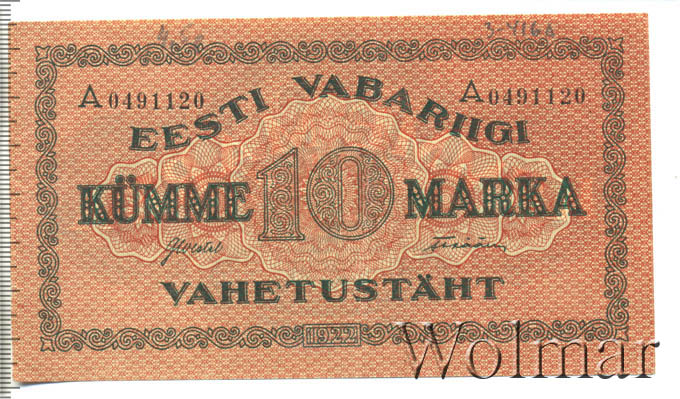 A 0491120 A 0491120
EESTI VABARIIGI
KÜMME 10 MARKA
VAHETUSTÄHT
1922
Wolmar